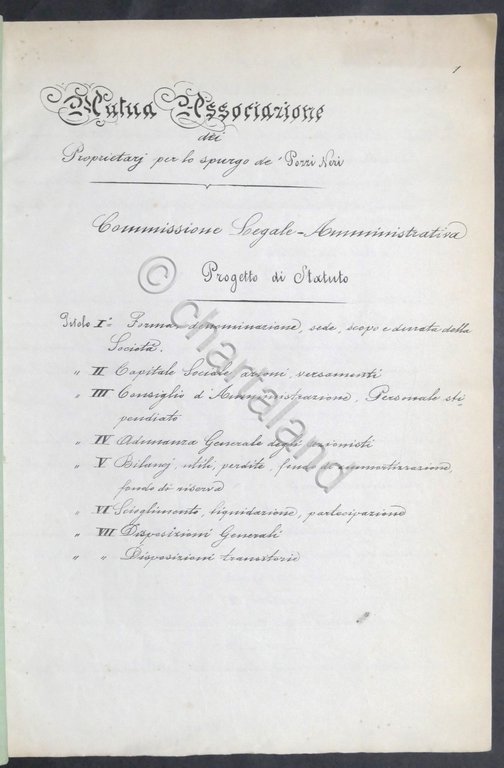 1
Mutua Associazione
dei
Proprietarj per lo spurgo de' Pozzi Neri
Commissione Legale-Amministrativa
Progetto di Statuto
Titolo I° Forma, denominazione, sede, scopo e durata della
Società.
" II Capitale Sociale, azioni, versamenti
" III Consiglio d'Amministrazione, Personale sti-
pendiato
" IV Adunanza Generale degli azionisti
" V Bilanci, utili, perdite, fondo di ammortizzazione,
fondo di riserva
" VI Scioglimento, liquidazione, partecipazione
" VII Disposizioni Generali
" " Disposizioni transitorie
© chartaland